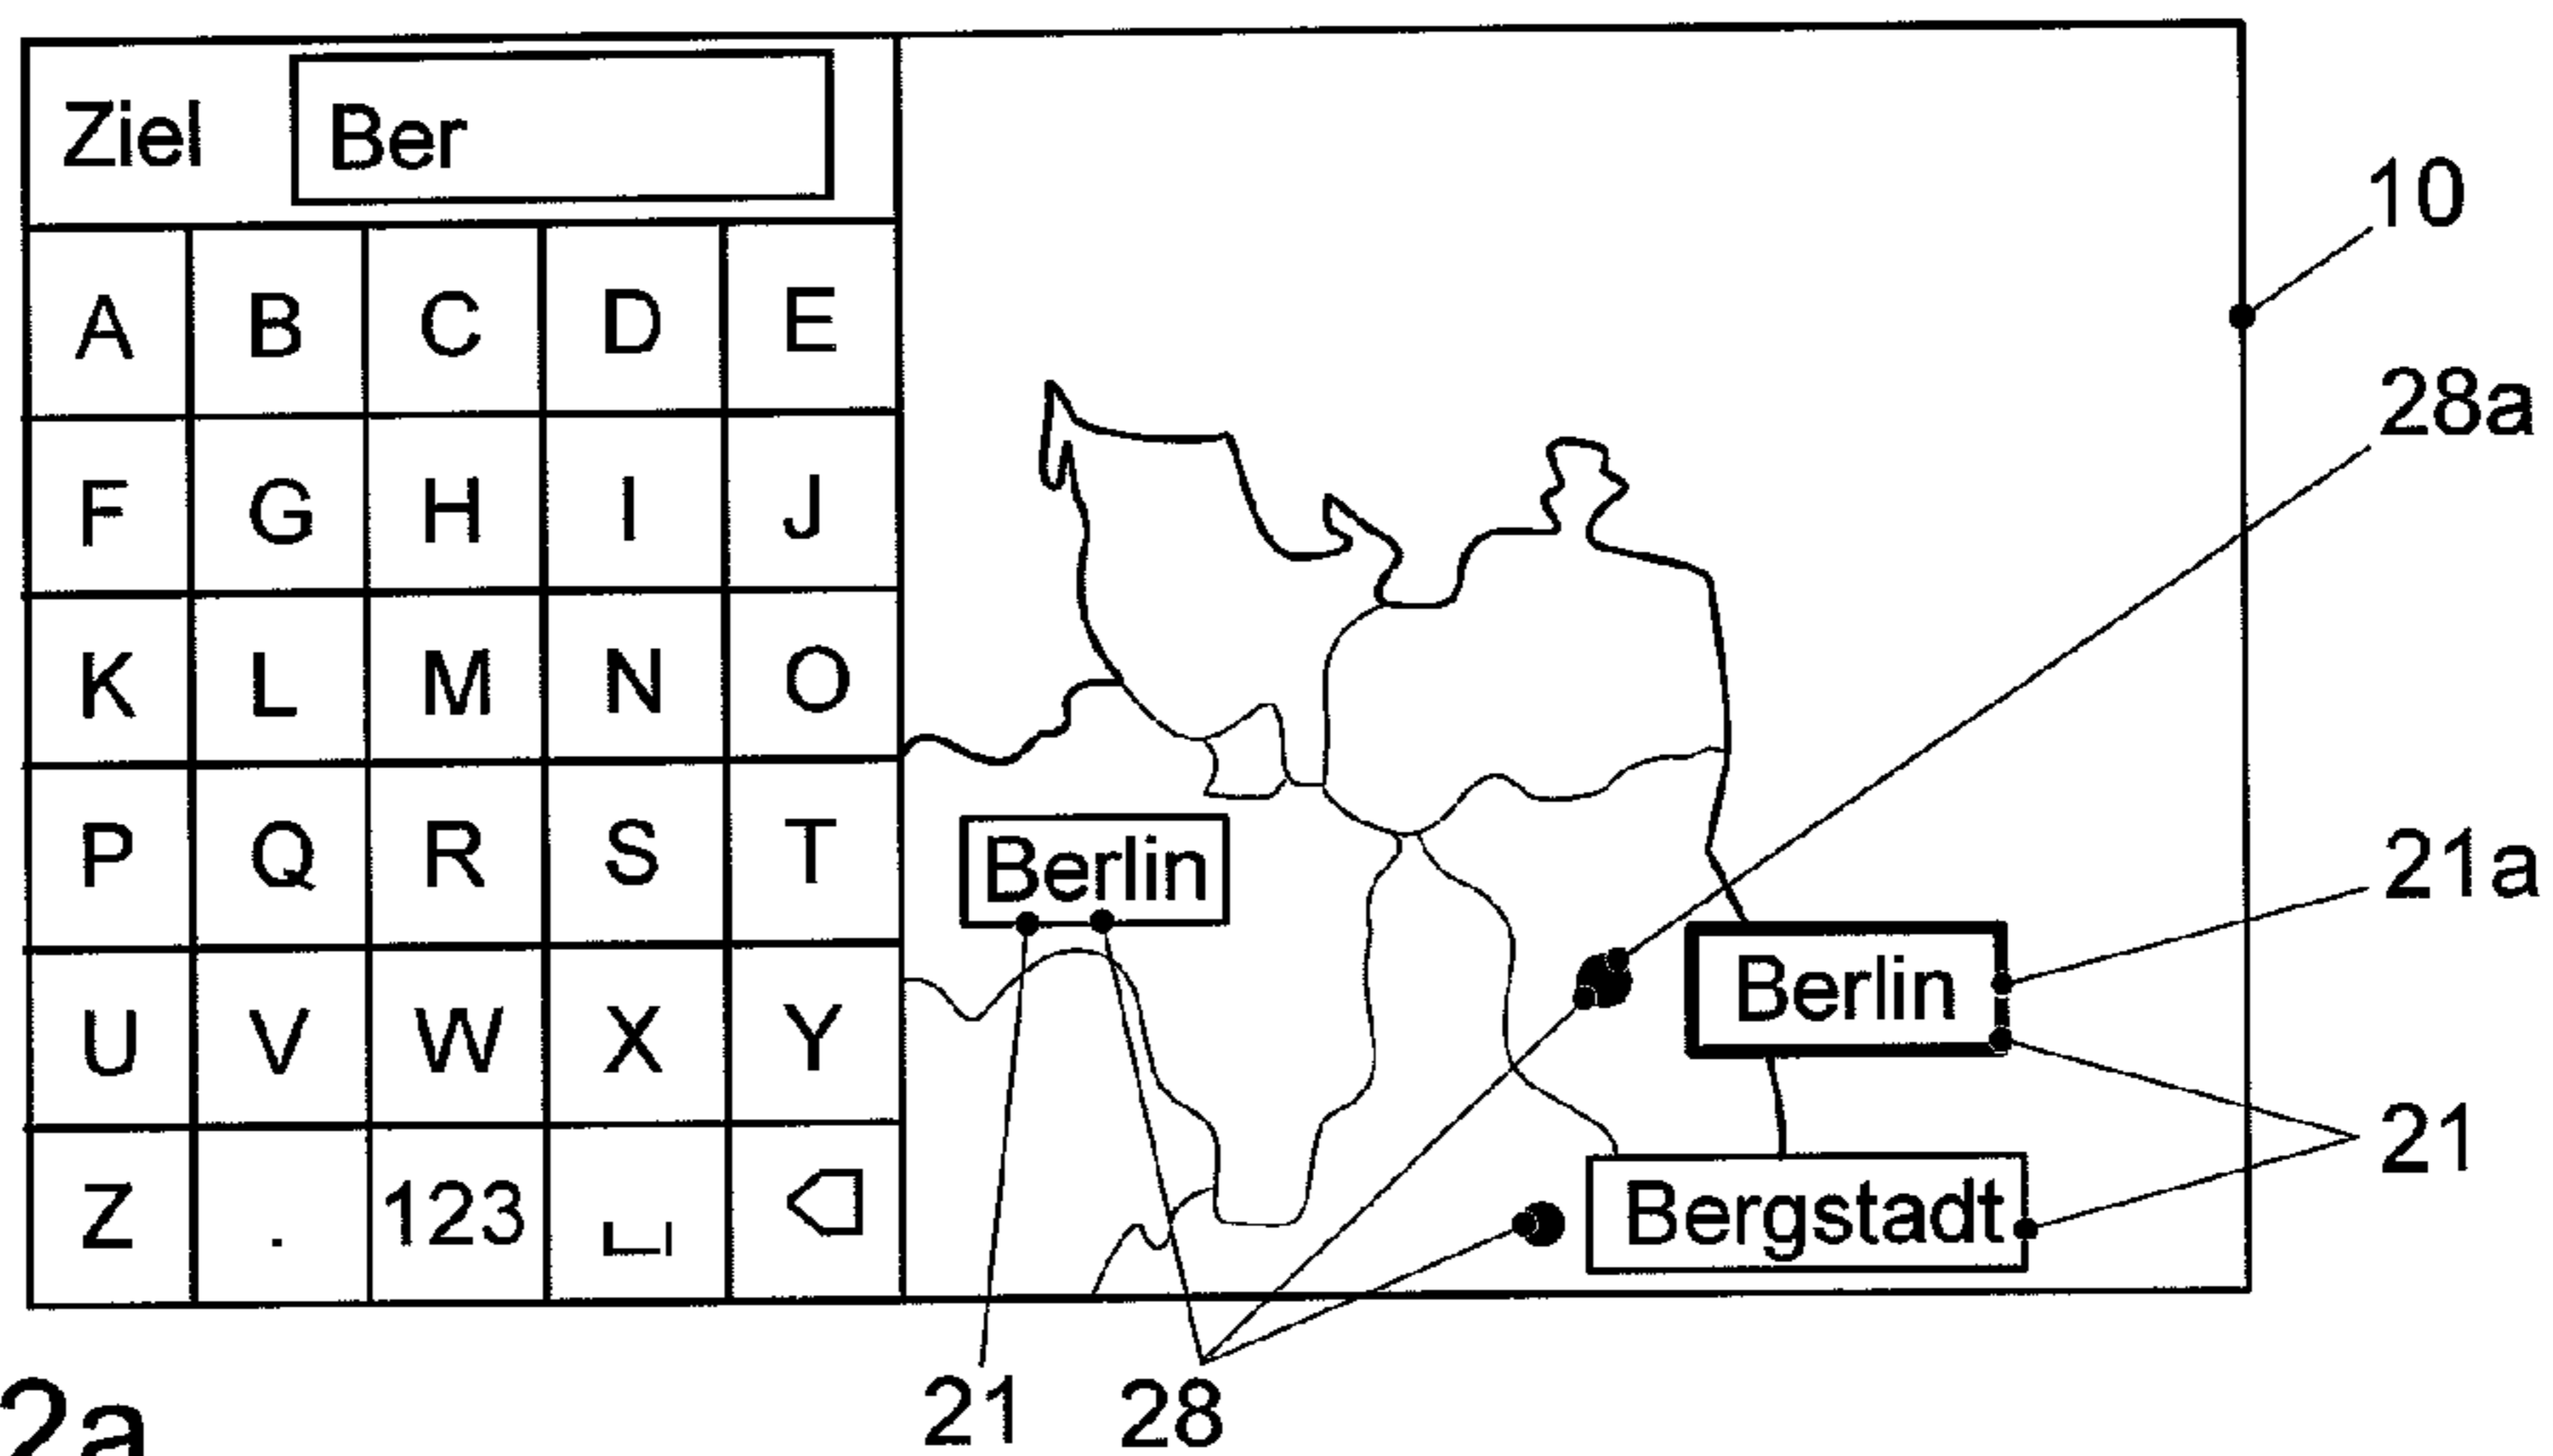 Ziel Ber
A B C D E
F G H I J
K L M N O
P Q R S T
U V W X Y
Z . 123
10
28a
Berlin
21a
Berlin
21
Bergstadt
21 28
2a